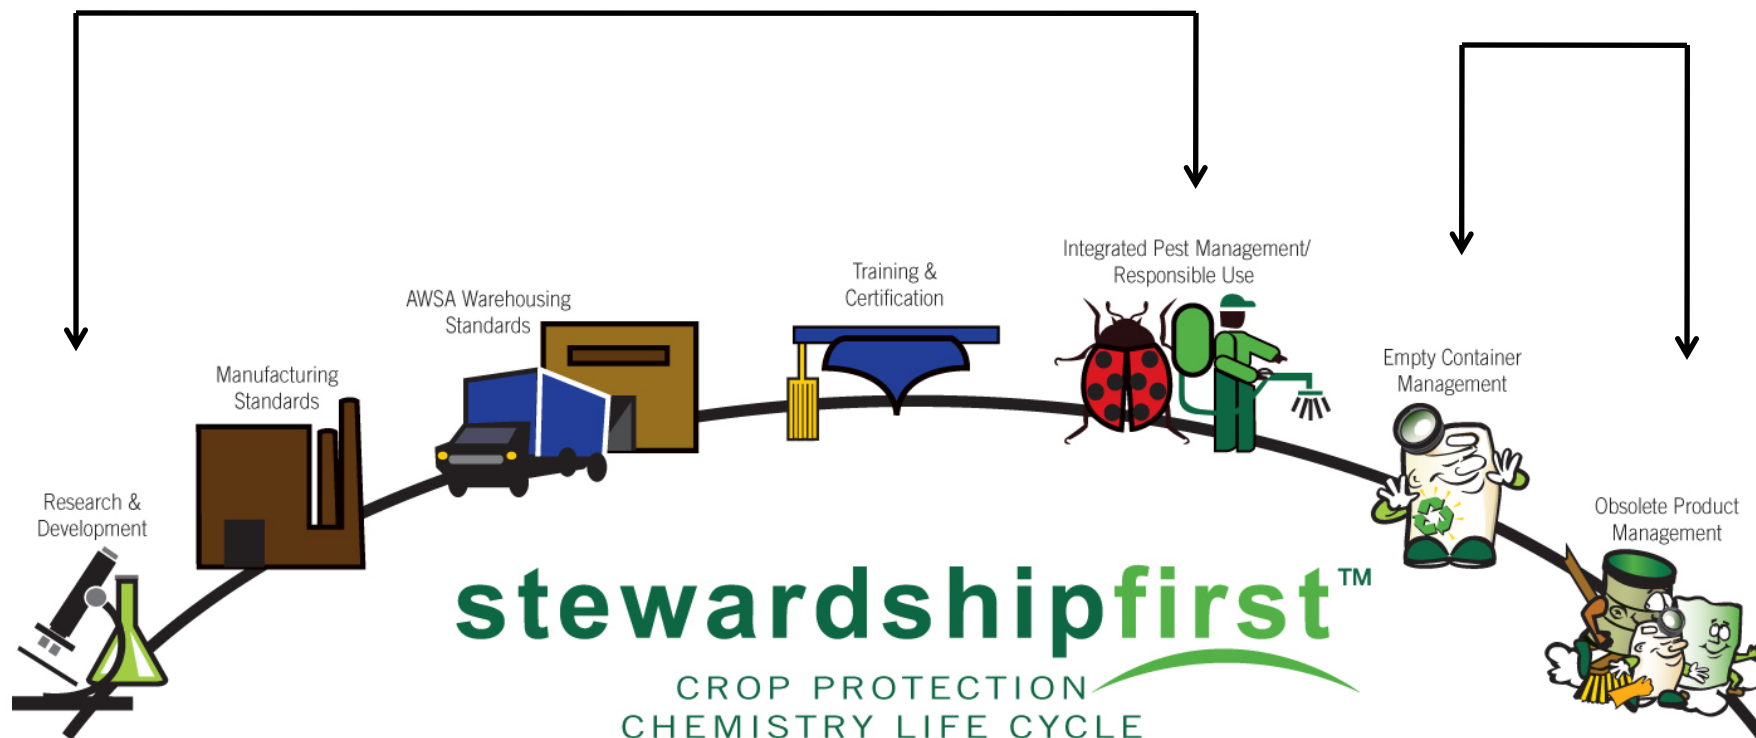 Research &
Development
Manufacturing
Standards
AWSA Warehousing
Standards
Training &
Certification
Integrated Pest Management/
Responsible Use
Empty Container
Management
Obsolete Product
Management
stewardshipfirst™
CROP PROTECTION
CHEMISTRY LIFE CYCLE